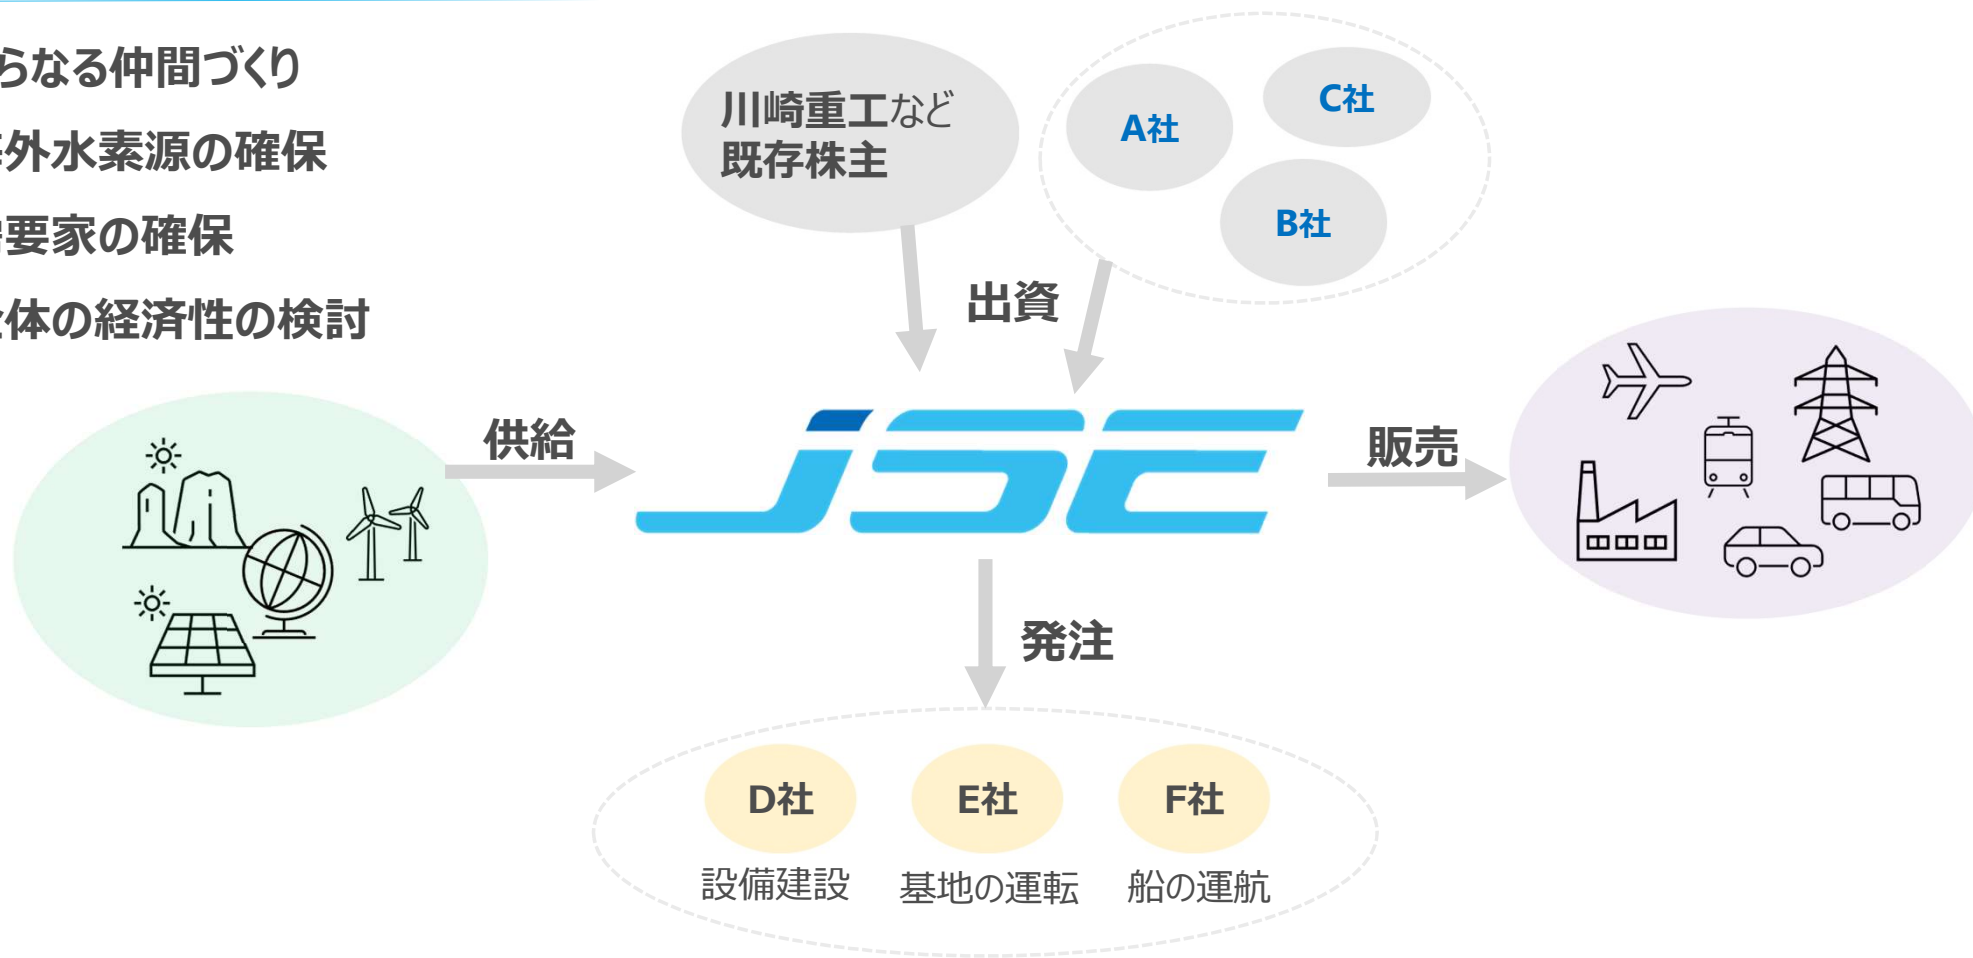 らなる仲間づくり
外水素源の確保
要家の確保
体の経済性の検討
川崎重工など
既存株主
A社
C社
B社
出資
供給
JSE
販売
発注
D社
E社
F社
設備建設
基地の運転
船の運航